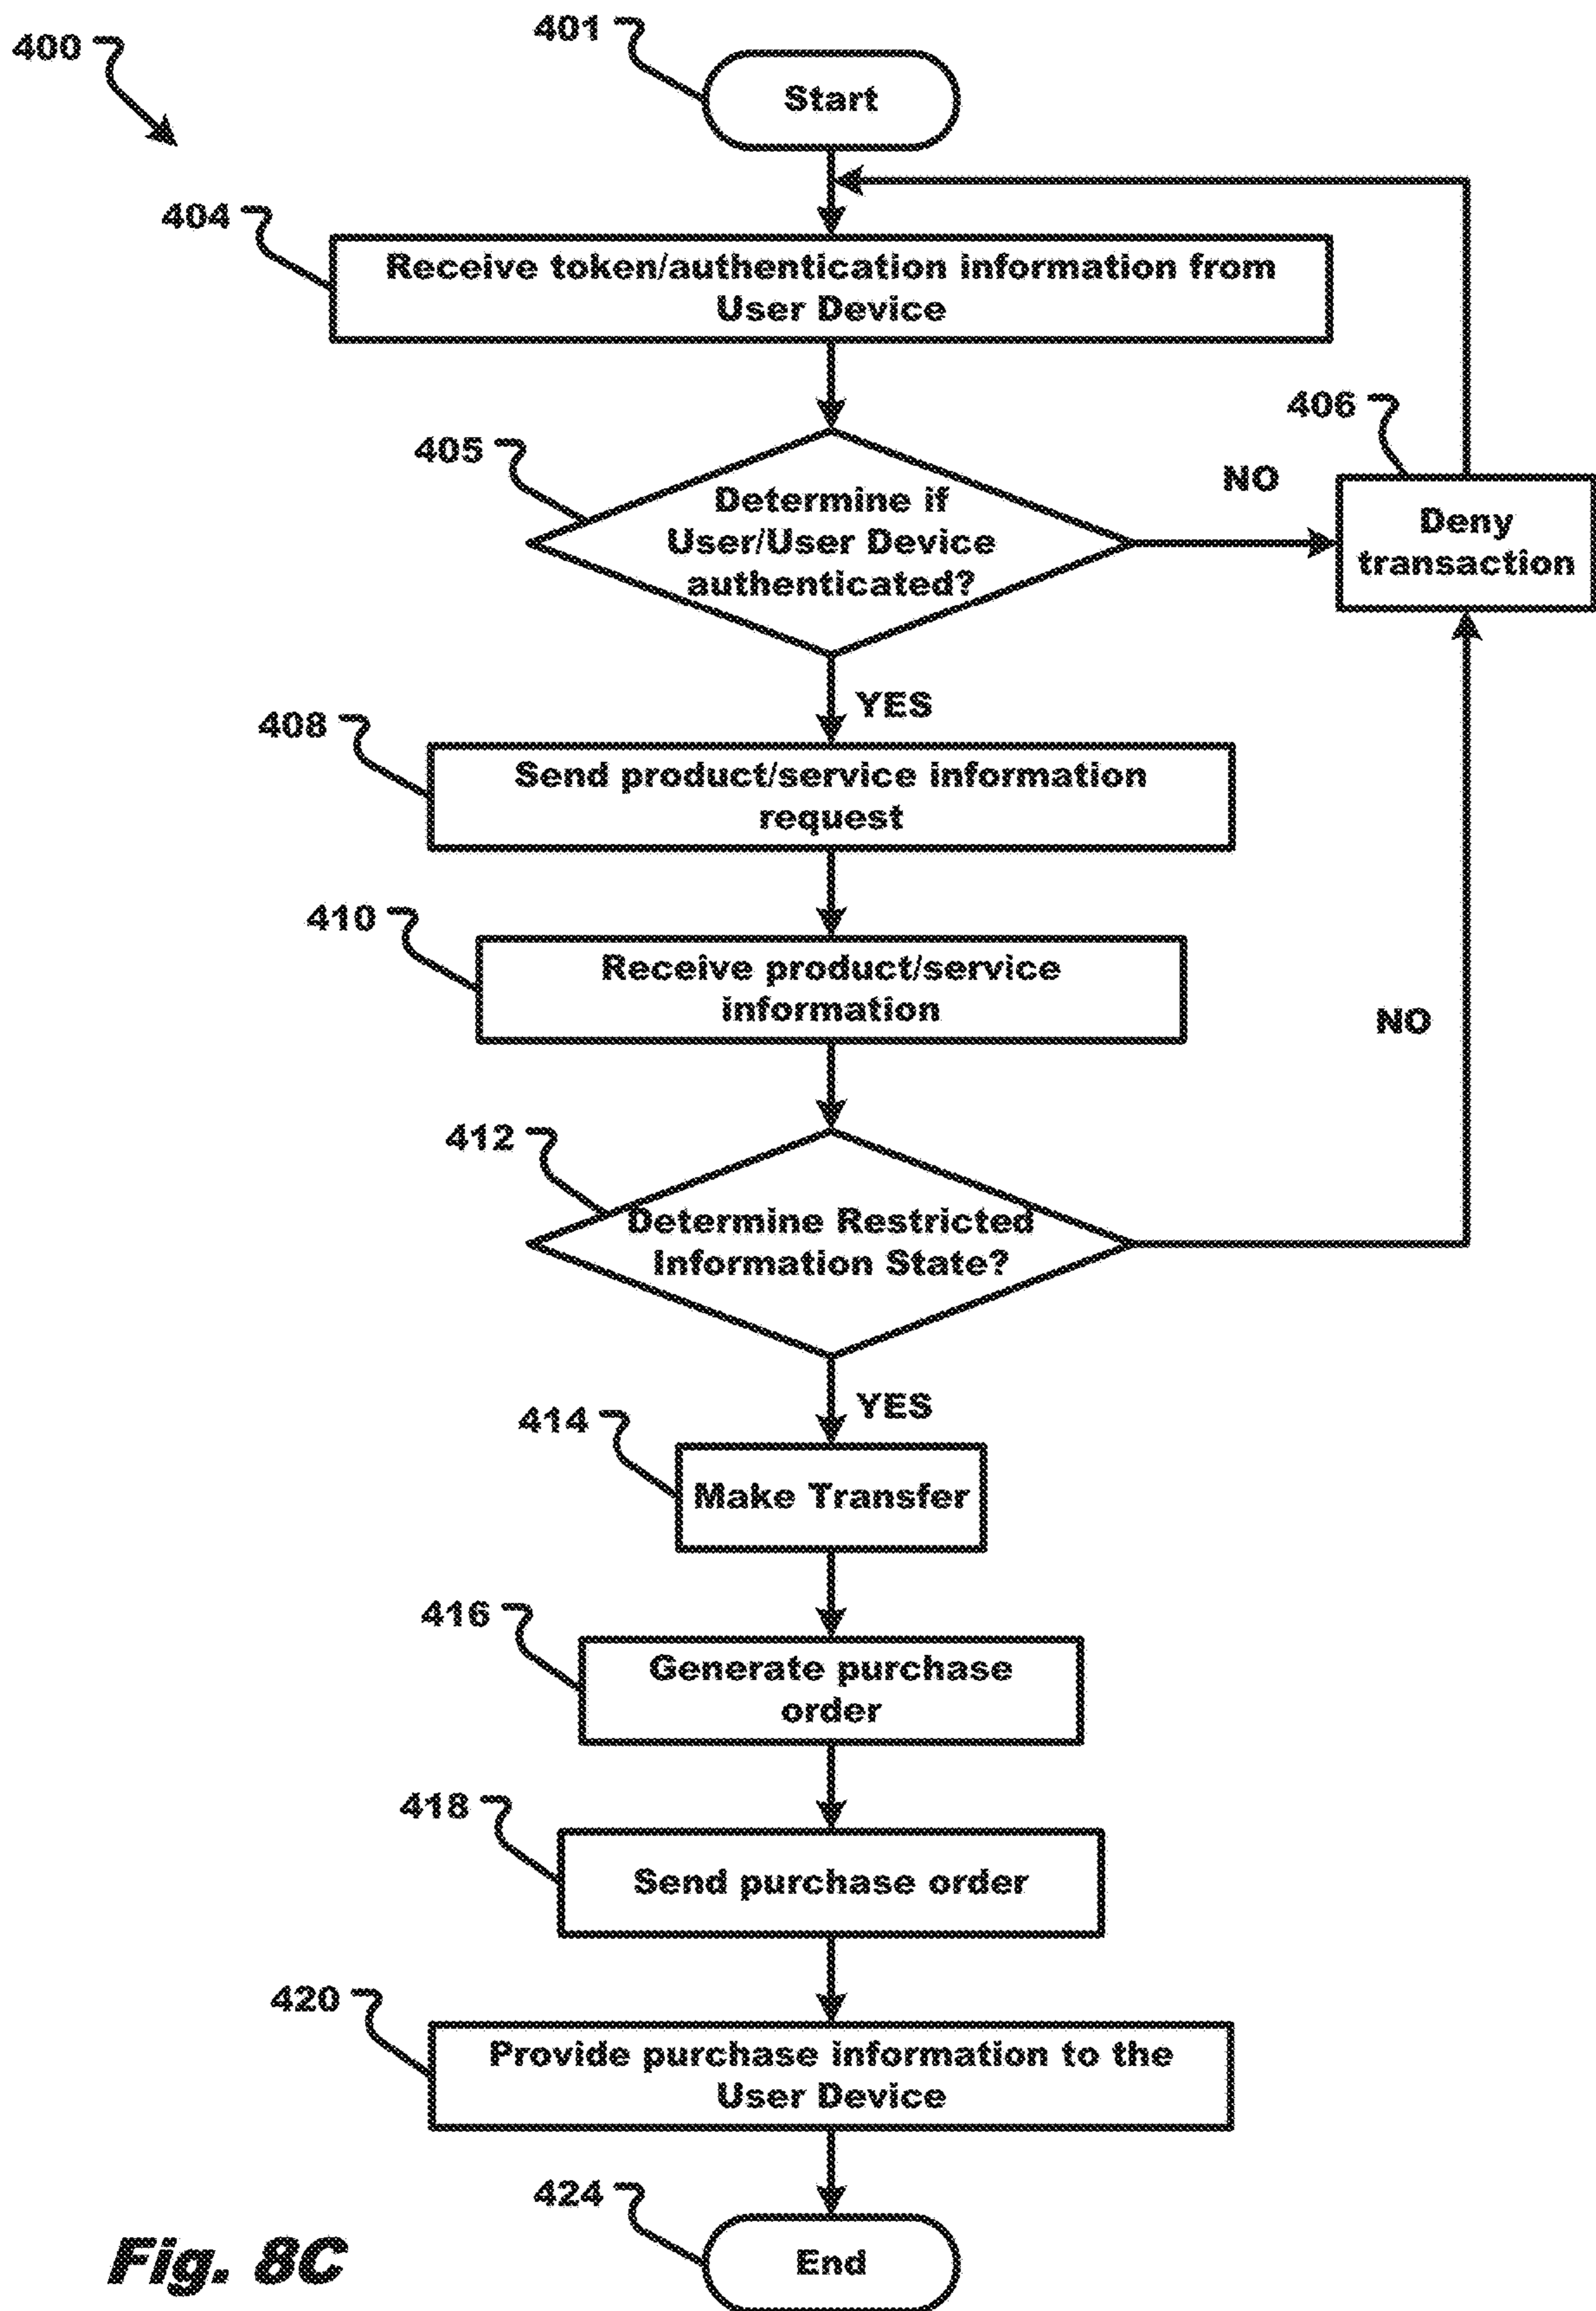 400
401
Start
404
Receive token/authentication information from
User Device
405
Determine if
User/User Device
authenticated?
NO
406
Deny
transaction
YES
408
Send product/service information
request
410
Receive product/service
information
NO
412
Determine Restricted
Information State?
YES
414
Make Transfer
416
Generate purchase
order
418
Send purchase order
420
Provide purchase information to the
User Device
424
End
Fig. 8C